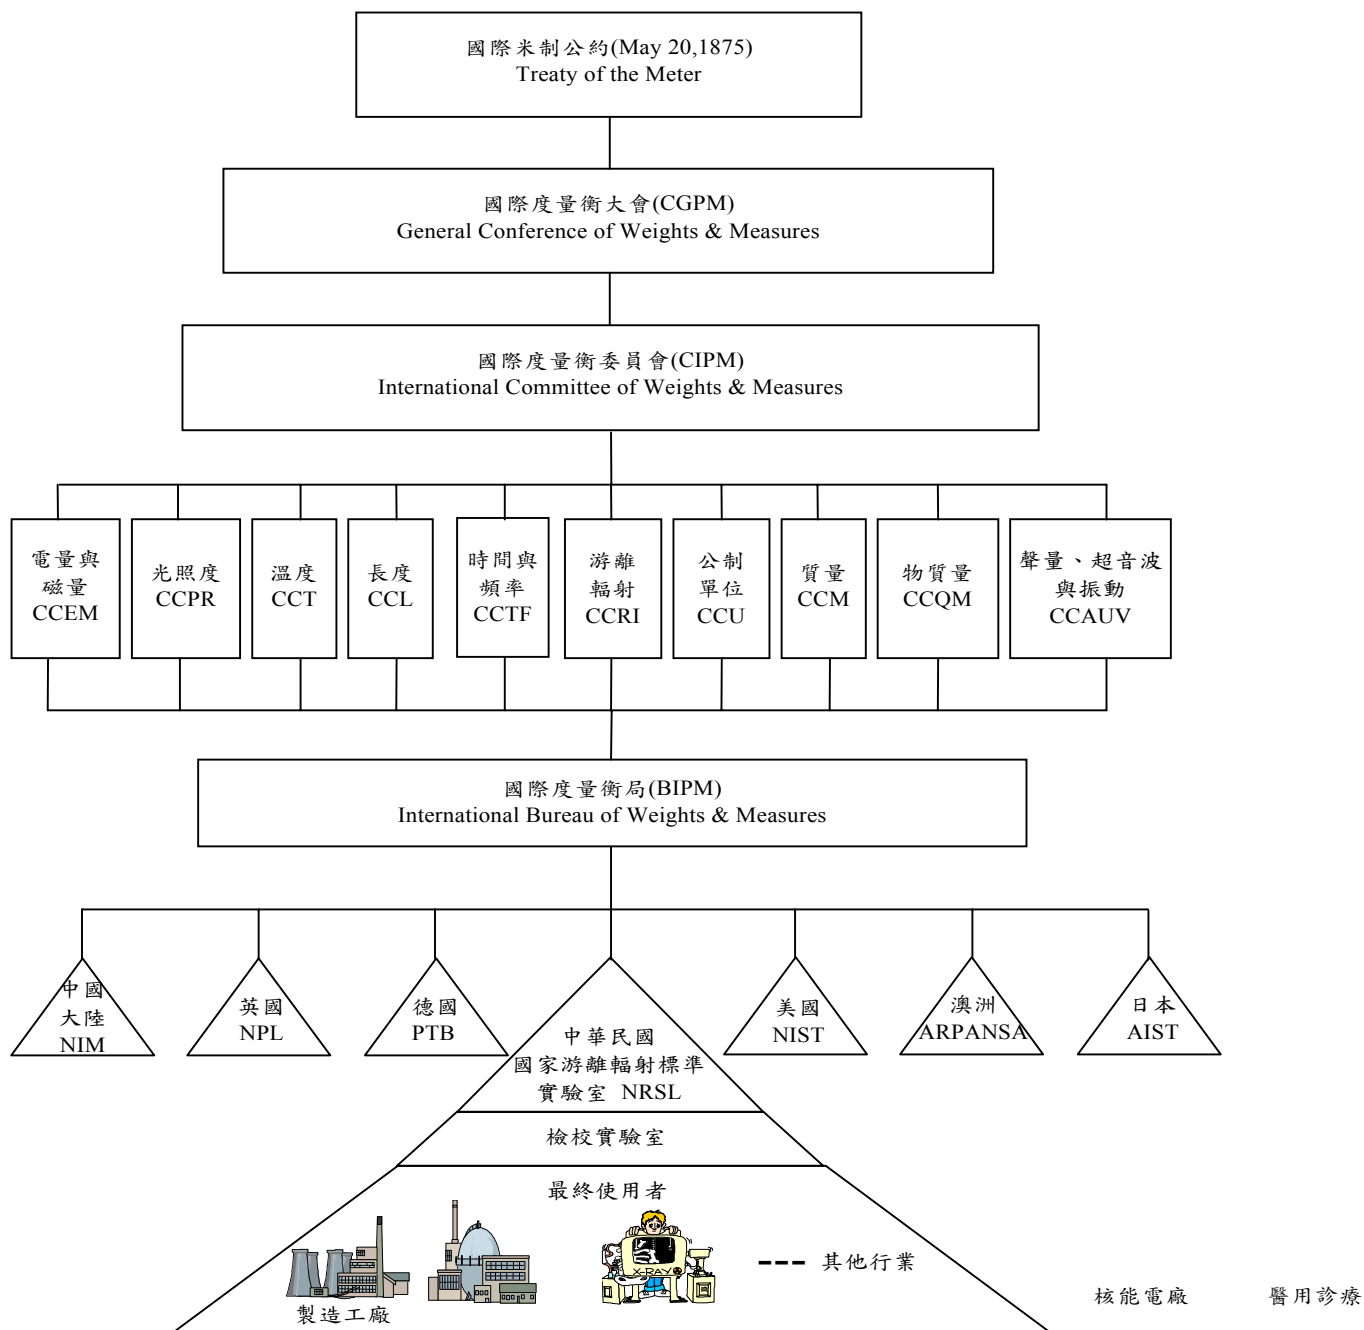 國際米制公約(May 20,1875)
Treaty of the Meter
國際度量衡大會(CGPM)
General Conference of Weights & Measures
國際度量衡委員會(CIPM)
International Committee of Weights & Measures
電量與
磁量
CCEM
光照度
CCPR
溫度
CCT
長度
CCL
時間與
頻率
CCTF
游離
輻射
CCRI
公制
單位
CCU
質量
CCM
物質量
CCQM
聲量、超音波
與振動
CCAUV
國際度量衡局(BIPM)
International Bureau of Weights & Measures
中國
大陸
NIM
英國
NPL
德國
PTB
中華民國
國家游離輻射標準
實驗室 NRSL
美國
NIST
澳洲
ARPANSA
日本
AIST
檢校實驗室
最終使用者
X-RAY
--- 其他行業
製造工廠
核能電廠
醫用診療